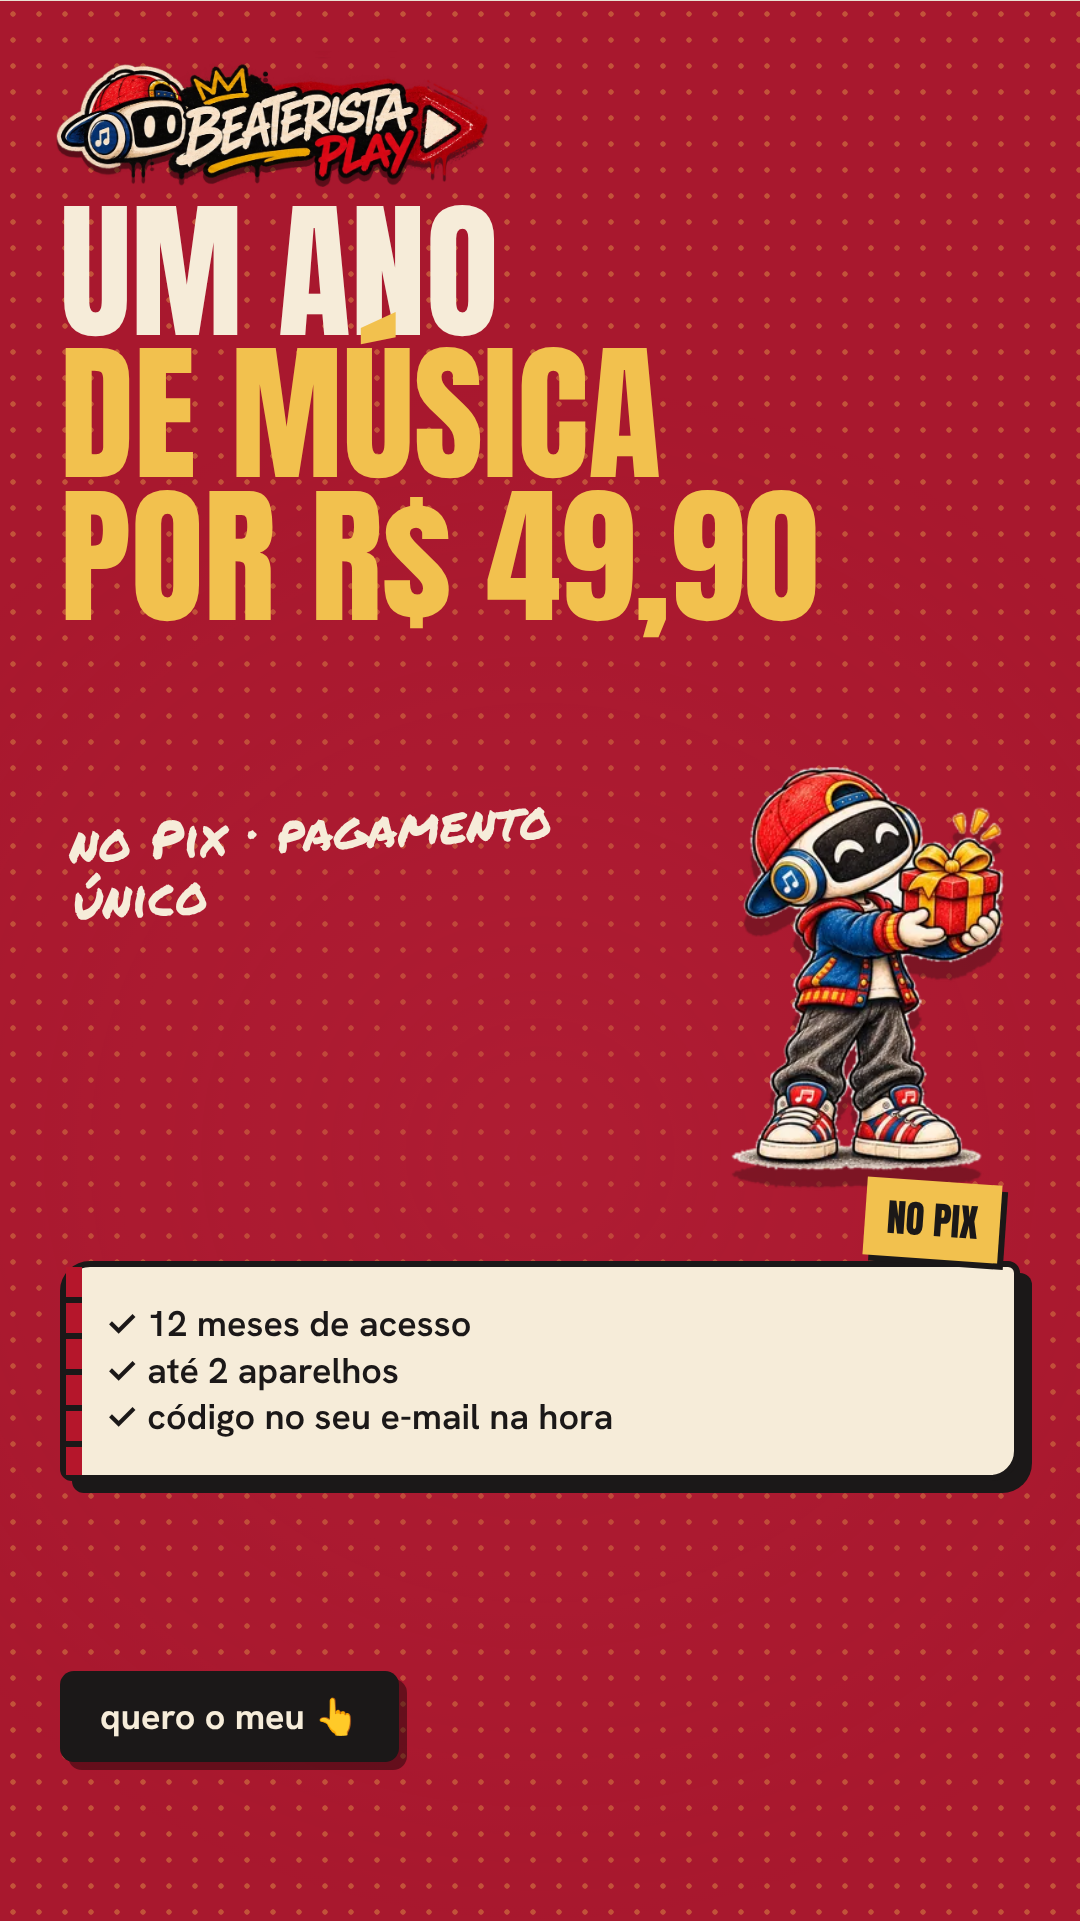 BEATERISTA
PLAY
UM ANO
DE MÚSICA
POR R$ 49,90
NO PIX · PAGAMENTO
ÚNICO
NO PIX
✓ 12 meses de acesso
✓ até 2 aparelhos
✓ código no seu e-mail na hora
quero o meu 👆